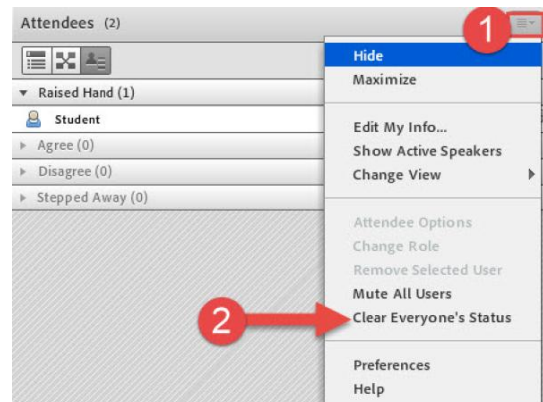 Attendees (2)
1
Hide
Maximize
Raised Hand (1)
Student
Edit My Info...
Agree (0)
Show Active Speakers
Disagree (0)
Change View
Stepped Away (0)
Attendee Options
Change Role
Remove Selected User
Mute All Users
2
Clear Everyone's Status
Preferences
Help